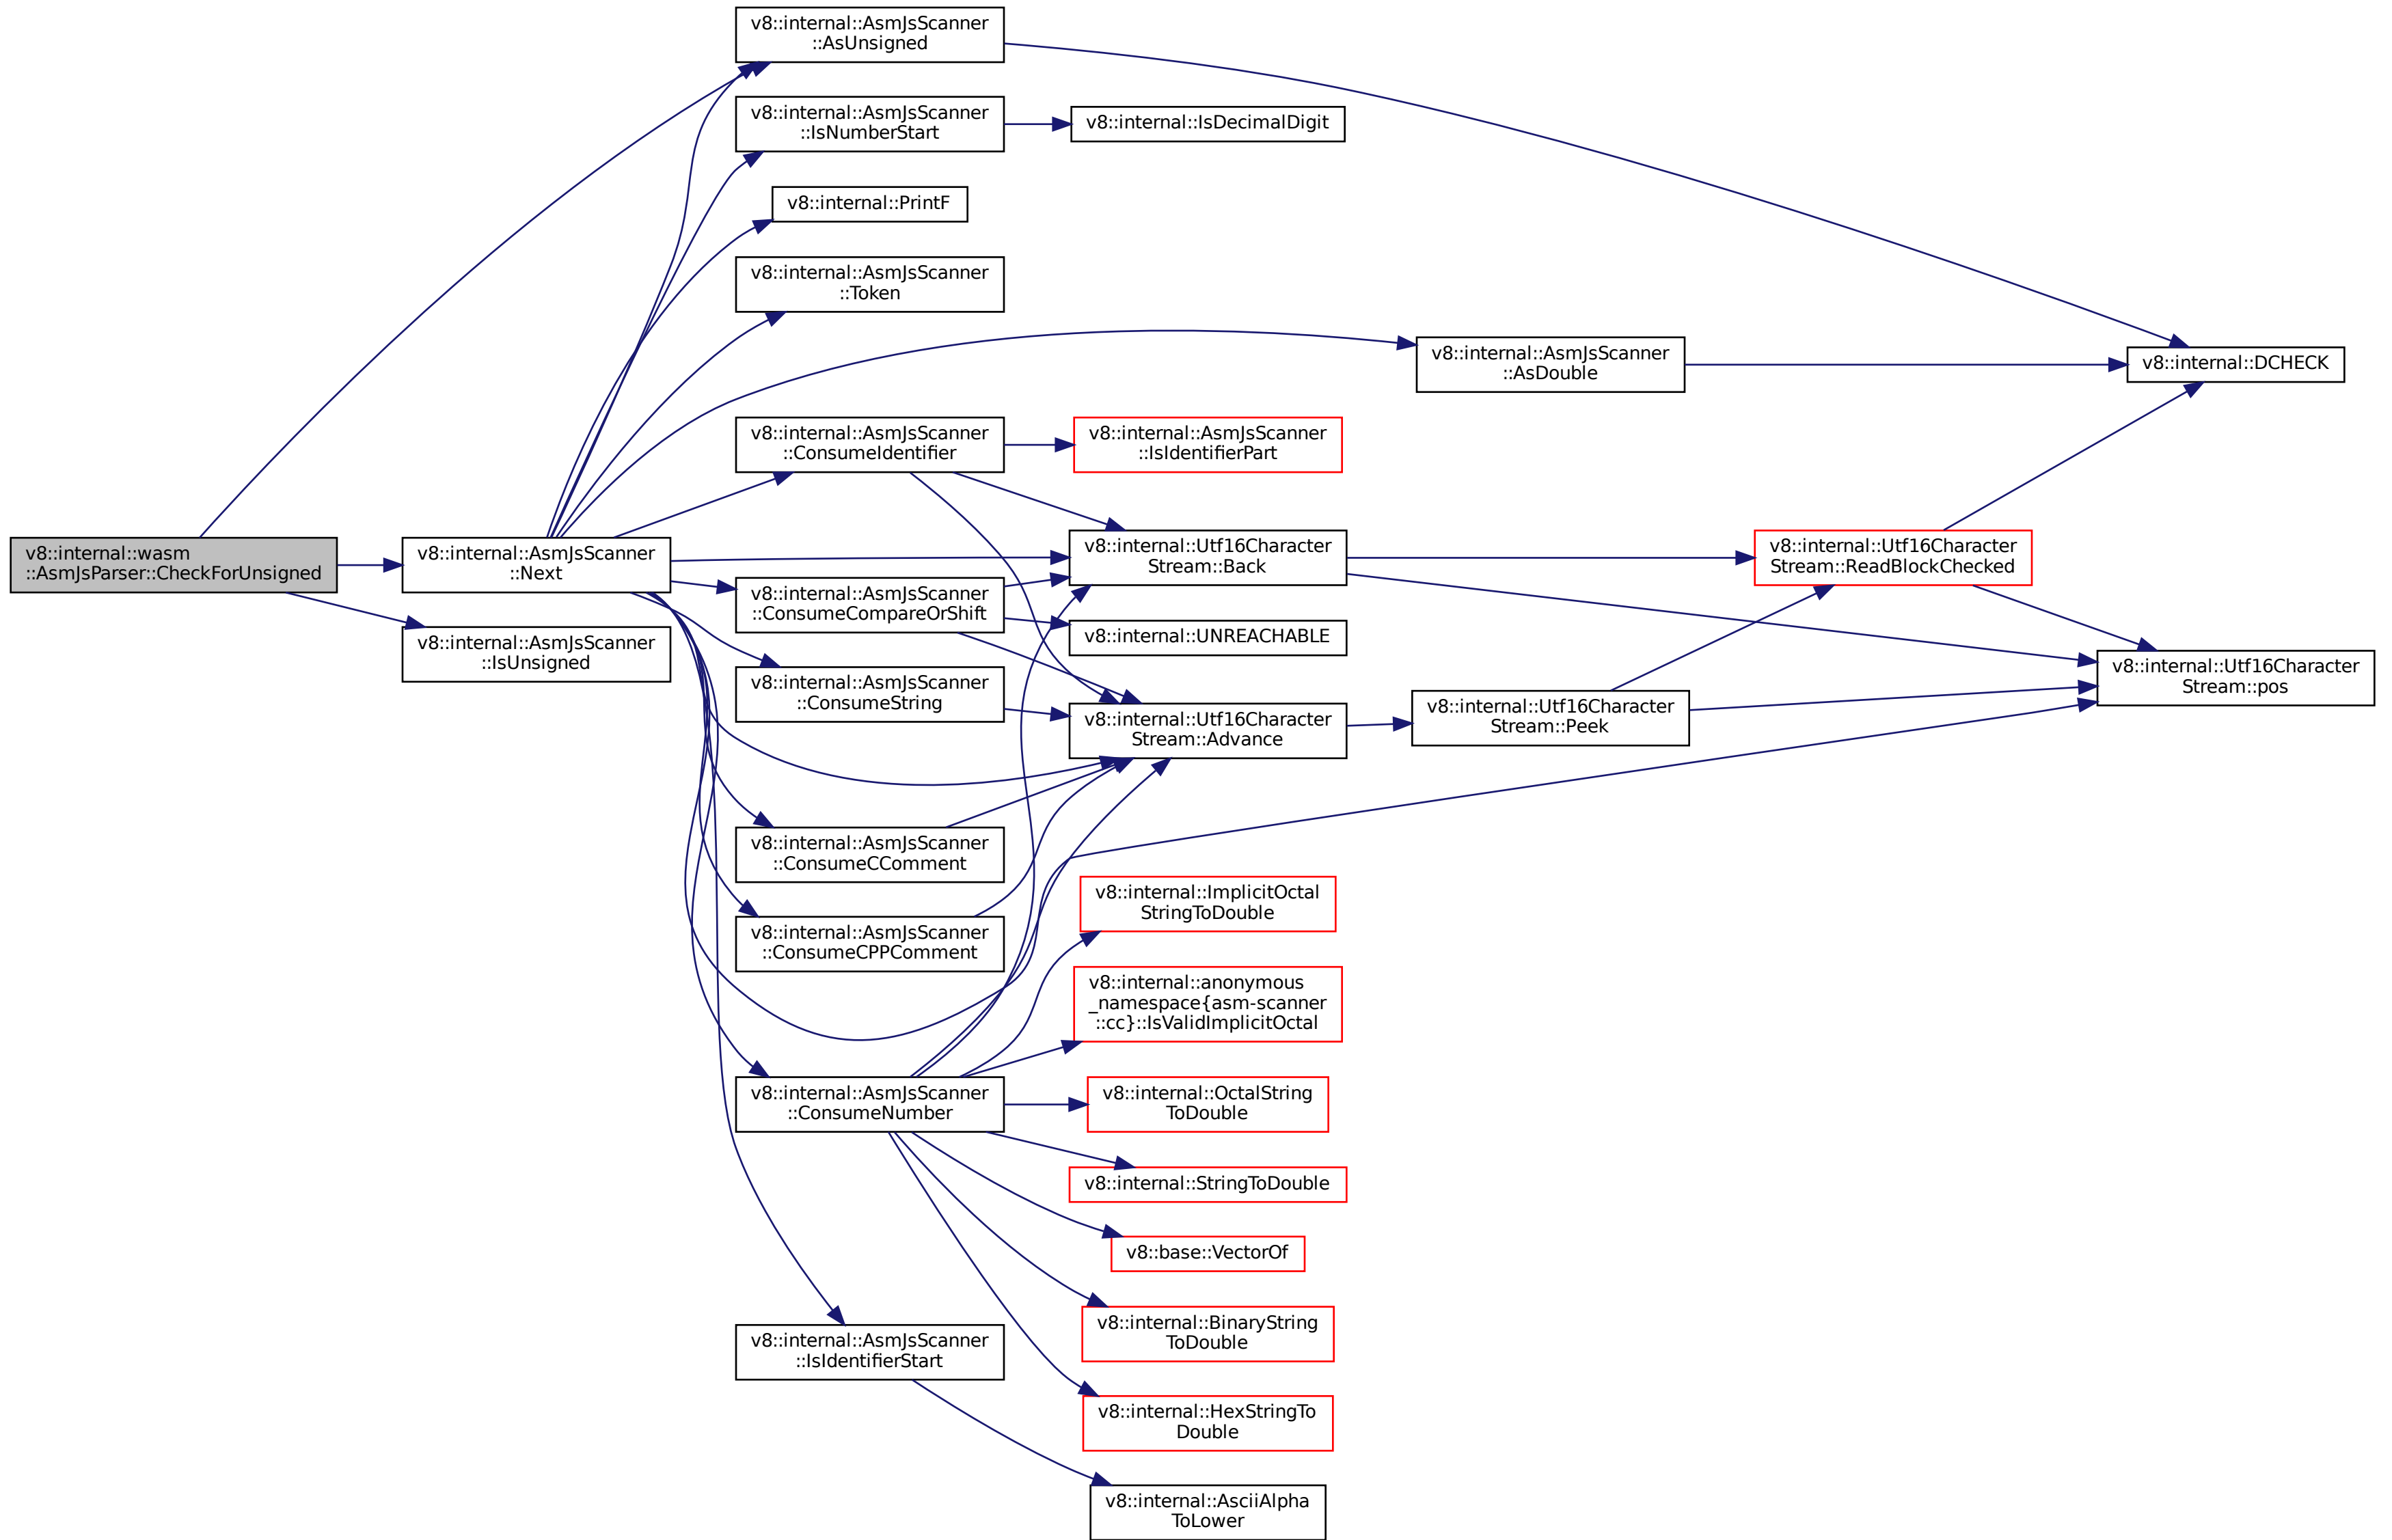 v8::internal::wasm
::AsmJsParser::CheckForUnsigned
v8::internal::AsmJsScanner
::Next
v8::internal::AsmJsScanner
::IsUnsigned
v8::internal::AsmJsScanner
::AsUnsigned
v8::internal::AsmJsScanner
::IsNumberStart
v8::internal::PrintF
v8::internal::AsmJsScanner
::Token
v8::internal::AsmJsScanner
::ConsumeIdentifier
v8::internal::AsmJsScanner
::ConsumeCompareOrShift
v8::internal::AsmJsScanner
::ConsumeString
v8::internal::AsmJsScanner
::ConsumeCComment
v8::internal::AsmJsScanner
::ConsumeCPPComment
v8::internal::AsmJsScanner
::ConsumeNumber
v8::internal::AsmJsScanner
::IsIdentifierStart
v8::internal::IsDecimalDigit
v8::internal::AsmJsScanner
::IsIdentifierPart
v8::internal::Utf16Character
Stream::Back
v8::internal::UNREACHABLE
v8::internal::Utf16Character
Stream::Advance
v8::internal::ImplicitOctal
StringToDouble
v8::internal::anonymous
_namespace{asm-scanner
::cc}::IsValidImplicitOctal
v8::internal::OctalString
ToDouble
v8::internal::StringToDouble
v8::base::VectorOf
v8::internal::BinaryString
ToDouble
v8::internal::HexStringTo
Double
v8::internal::AsciiAlpha
ToLower
v8::internal::AsmJsScanner
::AsDouble
v8::internal::Utf16Character
Stream::Peek
v8::internal::Utf16Character
Stream::ReadBlockChecked
v8::internal::DCHECK
v8::internal::Utf16Character
Stream::pos